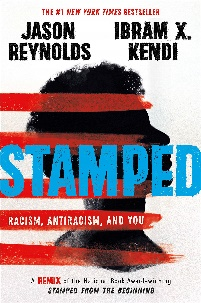 THE #1 NEW YORK TIMES BESTSELLER
JASON IBRAM X.
REYNOLDS KENDI
STAMPED
RACISM, ANTIRACISM, AND YOU
A REMIX of the National Book Award-winning
STAMPED FROM THE BEGINNING